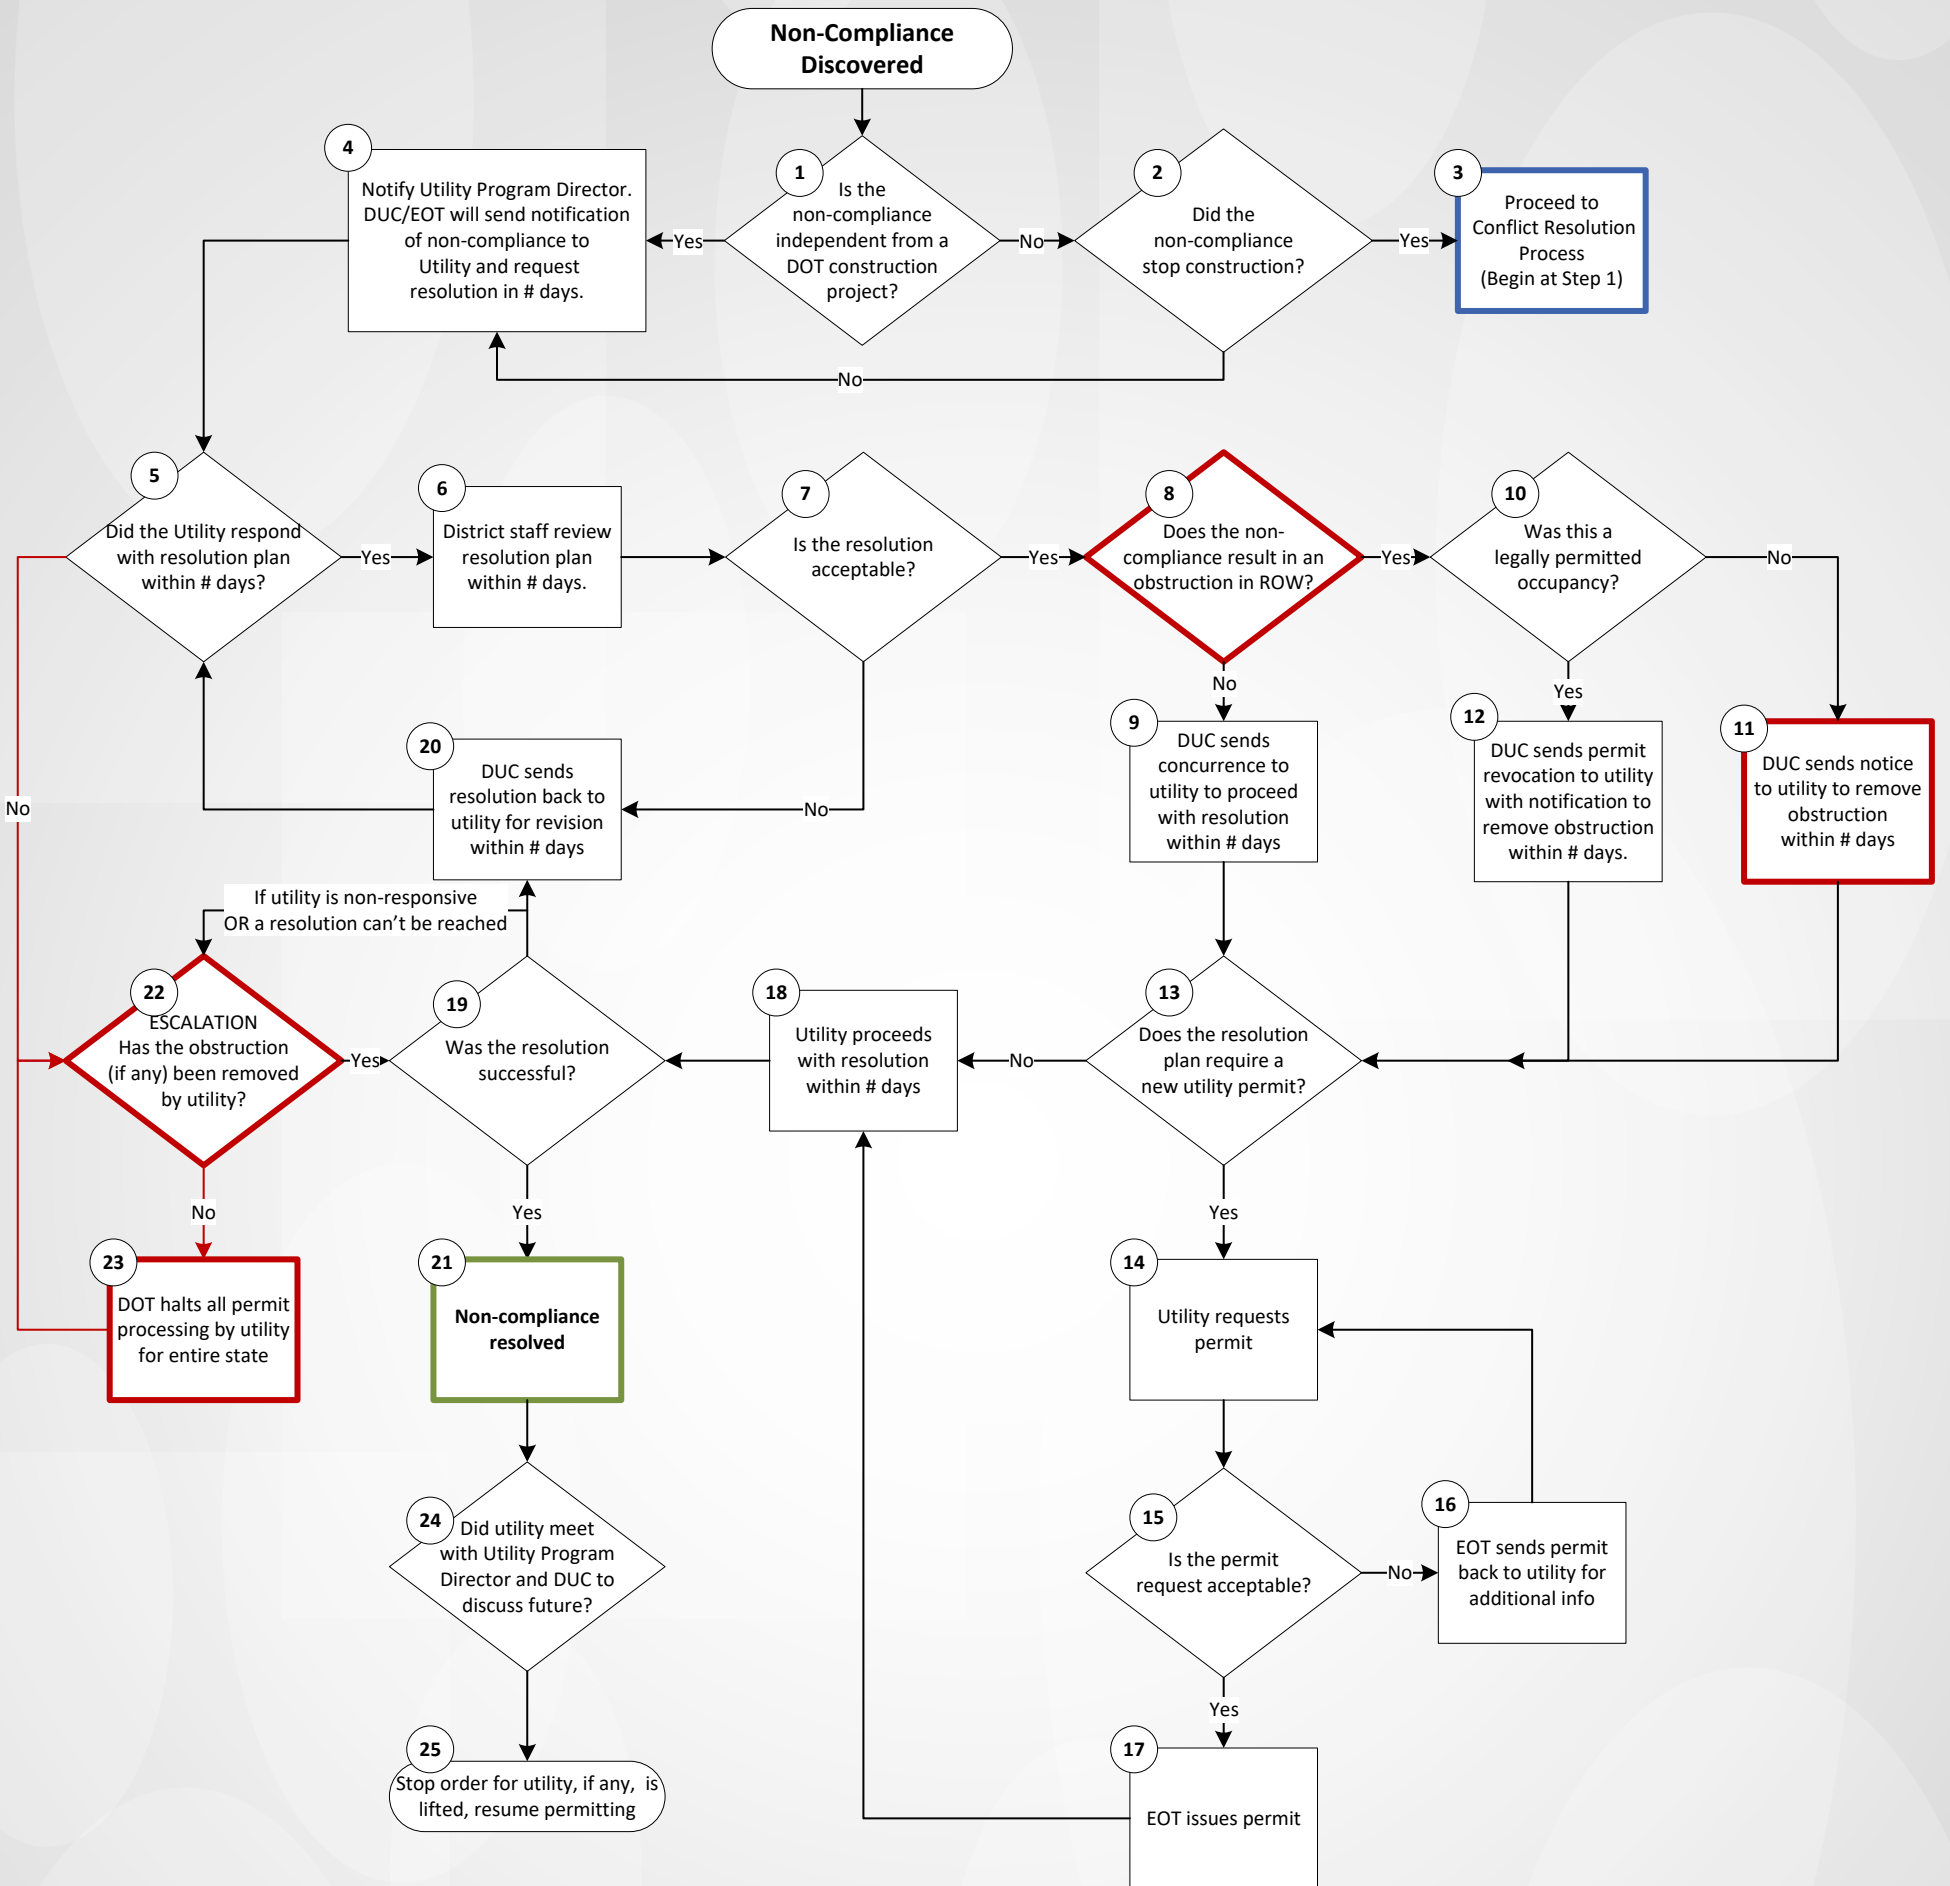 Non-Compliance
Discovered
4
Notify Utility Program Director.
DUC/EOT will send notification
of non-compliance to
Utility and request
resolution in # days.
Yes
1
Is the
non-compliance
independent from a
DOT construction
project?
No
2
Did the
non-compliance
stop construction?
Yes
3
Proceed to
Conflict Resolution
Process
(Begin at Step 1)
No
5
Did the Utility respond
with resolution plan
within # days?
Yes
6
District staff review
resolution plan
within # days.
7
Is the resolution
acceptable?
Yes
8
Does the non-
compliance result in an
obstruction in ROW?
Yes
10
Was this a
legally permitted
occupancy?
No
No
Yes
No
20
DUC sends
resolution back to
utility for revision
within # days
No
9
DUC sends
concurrence to
utility to proceed
with resolution
within # days
12
DUC sends permit
revocation to utility
with notification to
remove obstruction
within # days.
11
DUC sends notice
to utility to remove
obstruction
within # days
If utility is non-responsive
OR a resolution can’t be reached
22
ESCALATION
Has the obstruction
(if any) been removed
by utility?
Yes
19
Was the resolution
successful?
18
Utility proceeds
with resolution
within # days
No
13
Does the resolution
plan require a
new utility permit?
No
Yes
Yes
23
DOT halts all permit
processing by utility
for entire state
21
Non-compliance
resolved
14
Utility requests
permit
24
Did utility meet
with Utility Program
Director and DUC to
discuss future?
15
Is the permit
request acceptable?
No
16
EOT sends permit
back to utility for
additional info
Yes
25
Stop order for utility, if any, is
lifted, resume permitting
17
EOT issues permit